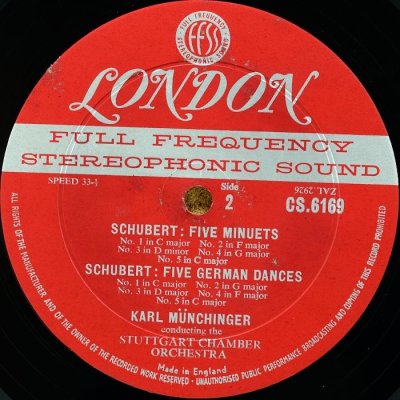 FULL FREQUENCY
FFSS
STEREOPHONIC SOUND
LONDON
FULL FREQUENCY
STEREOPHONIC SOUND
SPEED 33-1
Side
2
ZAL.2926
CS.6169
SCHUBERT: FIVE MINUETS
No. 1 in C major No. 2 in F major
No. 3 in D minor No. 4 in G major
No. 5 in C major
SCHUBERT: FIVE GERMAN DANCES
No. 1 in C major No. 2 in G major
No. 3 in D major No. 4 in F major
No. 5 in C major
KARL MÜNCHINGER
conducting the
STUTTGART CHAMBER
ORCHESTRA
Made in England
ALL RIGHTS OF THE MANUFACTURER AND OF THE OWNER OF THE RECORDED WORK RESERVED · UNAUTHORISED PUBLIC PERFORMANCE BROADCASTING AND COPYING OF THIS RECORD PROHIBITED